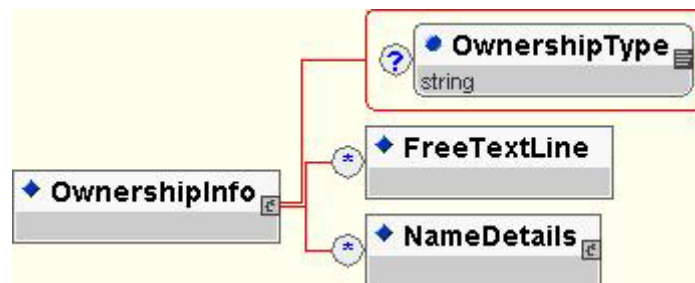 ? OwnershipType
string
* FreeTextLine
OwnershipInfo
* NameDetails